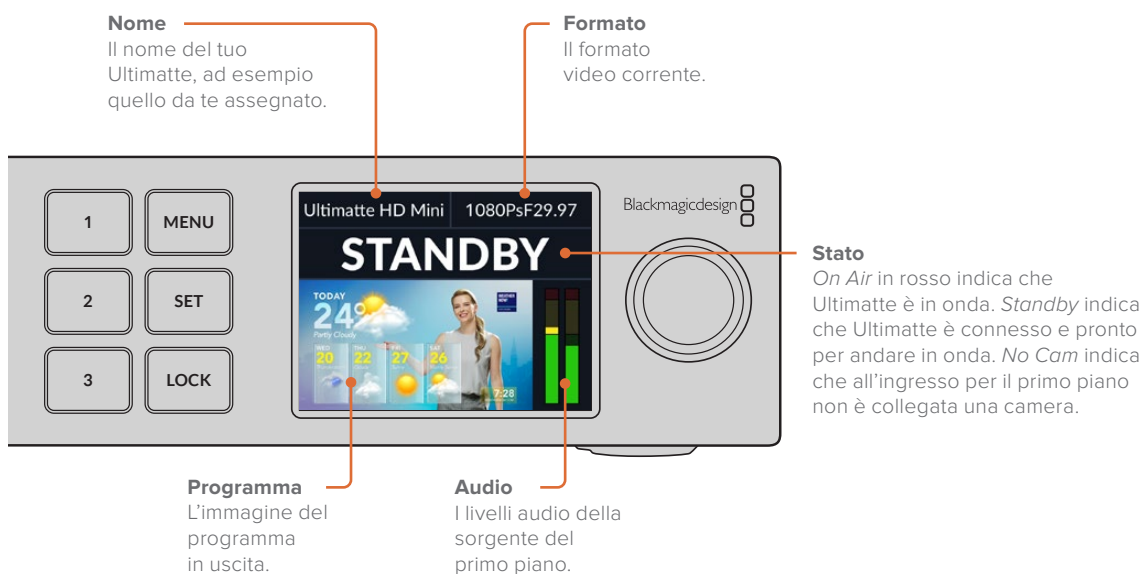 Nome
Il nome del tuo
Ultimatte, ad esempio
quello da te assegnato.
Formato
Il formato
video corrente.
1
MENU
2
SET
3
LOCK
Ultimatte HD Mini
1080PsF29.97
STANDBY
TODAY
24°
Partly Cloudy
WED
20
THU
22
FRI
27
SAT
26
7:28
Blackmagicdesign
Stato
On Air in rosso indica che
Ultimatte è in onda. Standby indica
che Ultimatte è connesso e pronto
per andare in onda. No Cam indica
che all'ingresso per il primo piano
non è collegata una camera.
Programma
L'immagine del
programma
in uscita.
Audio
I livelli audio della
sorgente del
primo piano.